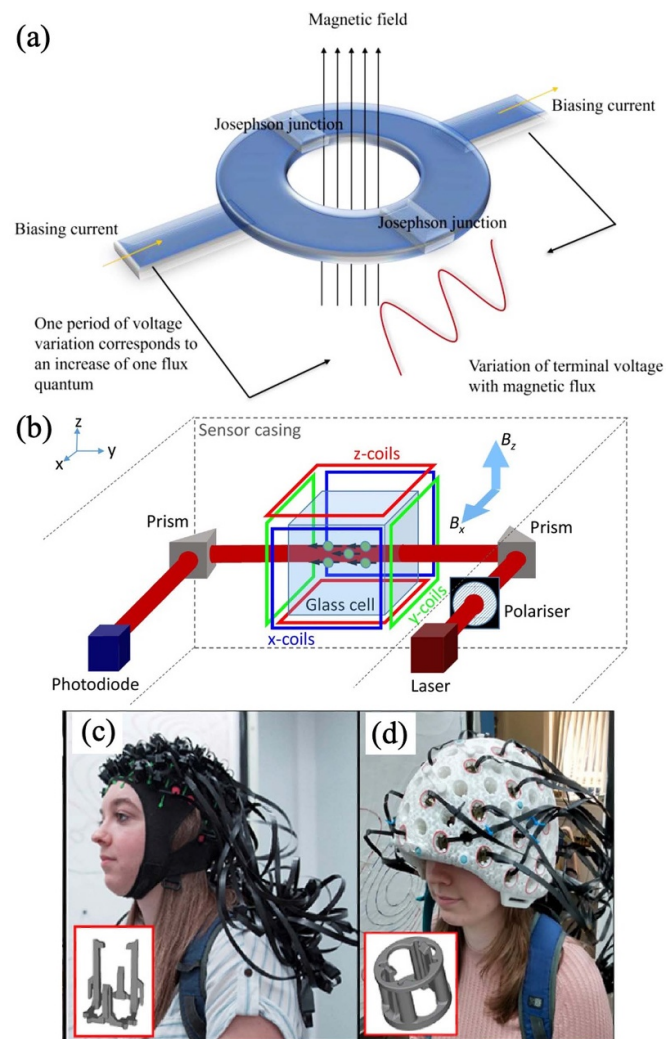 (a)
Magnetic field
Josephson junction
Biasing current
Josephson junction
Biasing current
One period of voltage
variation corresponds to
an increase of one flux
quantum
Variation of terminal voltage
with magnetic flux
(b)
z
x
y
Sensor casing
z-coils
Bz
Bx
Prism
Prism
Glass cell
y-coils
Polariser
x-coils
Photodiode
Laser
(c)
(d)